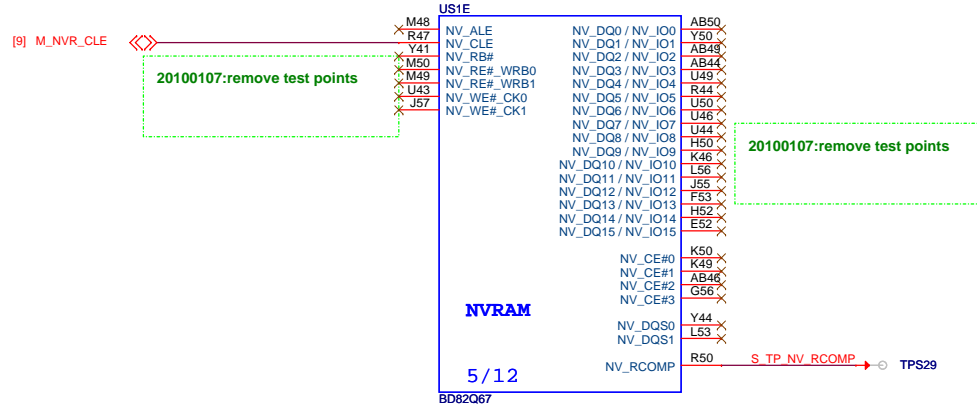 US1E
[9] M_NVR_CLE
M48 NV_ALE
R47 NV_CLE
Y41 NV_RB#
M50 NV_RE#_WRB0
M49 NV_RE#_WRB1
U43 NV_WE#_CK0
J57 NV_WE#_CK1
20100107:remove test points
NV_DQ0 / NV_IO0 AB50
NV_DQ1 / NV_IO1 Y50
NV_DQ2 / NV_IO2 AB49
NV_DQ3 / NV_IO3 AB44
NV_DQ4 / NV_IO4 U49
NV_DQ5 / NV_IO5 R44
NV_DQ6 / NV_IO6 U50
NV_DQ7 / NV_IO7 U46
NV_DQ8 / NV_IO8 U44
NV_DQ9 / NV_IO9 H50
NV_DQ10 / NV_IO10 K46
NV_DQ11 / NV_IO11 L56
NV_DQ12 / NV_IO12 J55
NV_DQ13 / NV_IO13 F53
NV_DQ14 / NV_IO14 H52
NV_DQ15 / NV_IO15 E52
20100107:remove test points
NV_CE#0 K50
NV_CE#1 K49
NV_CE#2 AB46
NV_CE#3 G56
NVRAM
NV_DQS0 Y44
NV_DQS1 L53
NV_RCOMP R50 S_TP_NV_RCOMP TPS29
5/12
BD82Q67